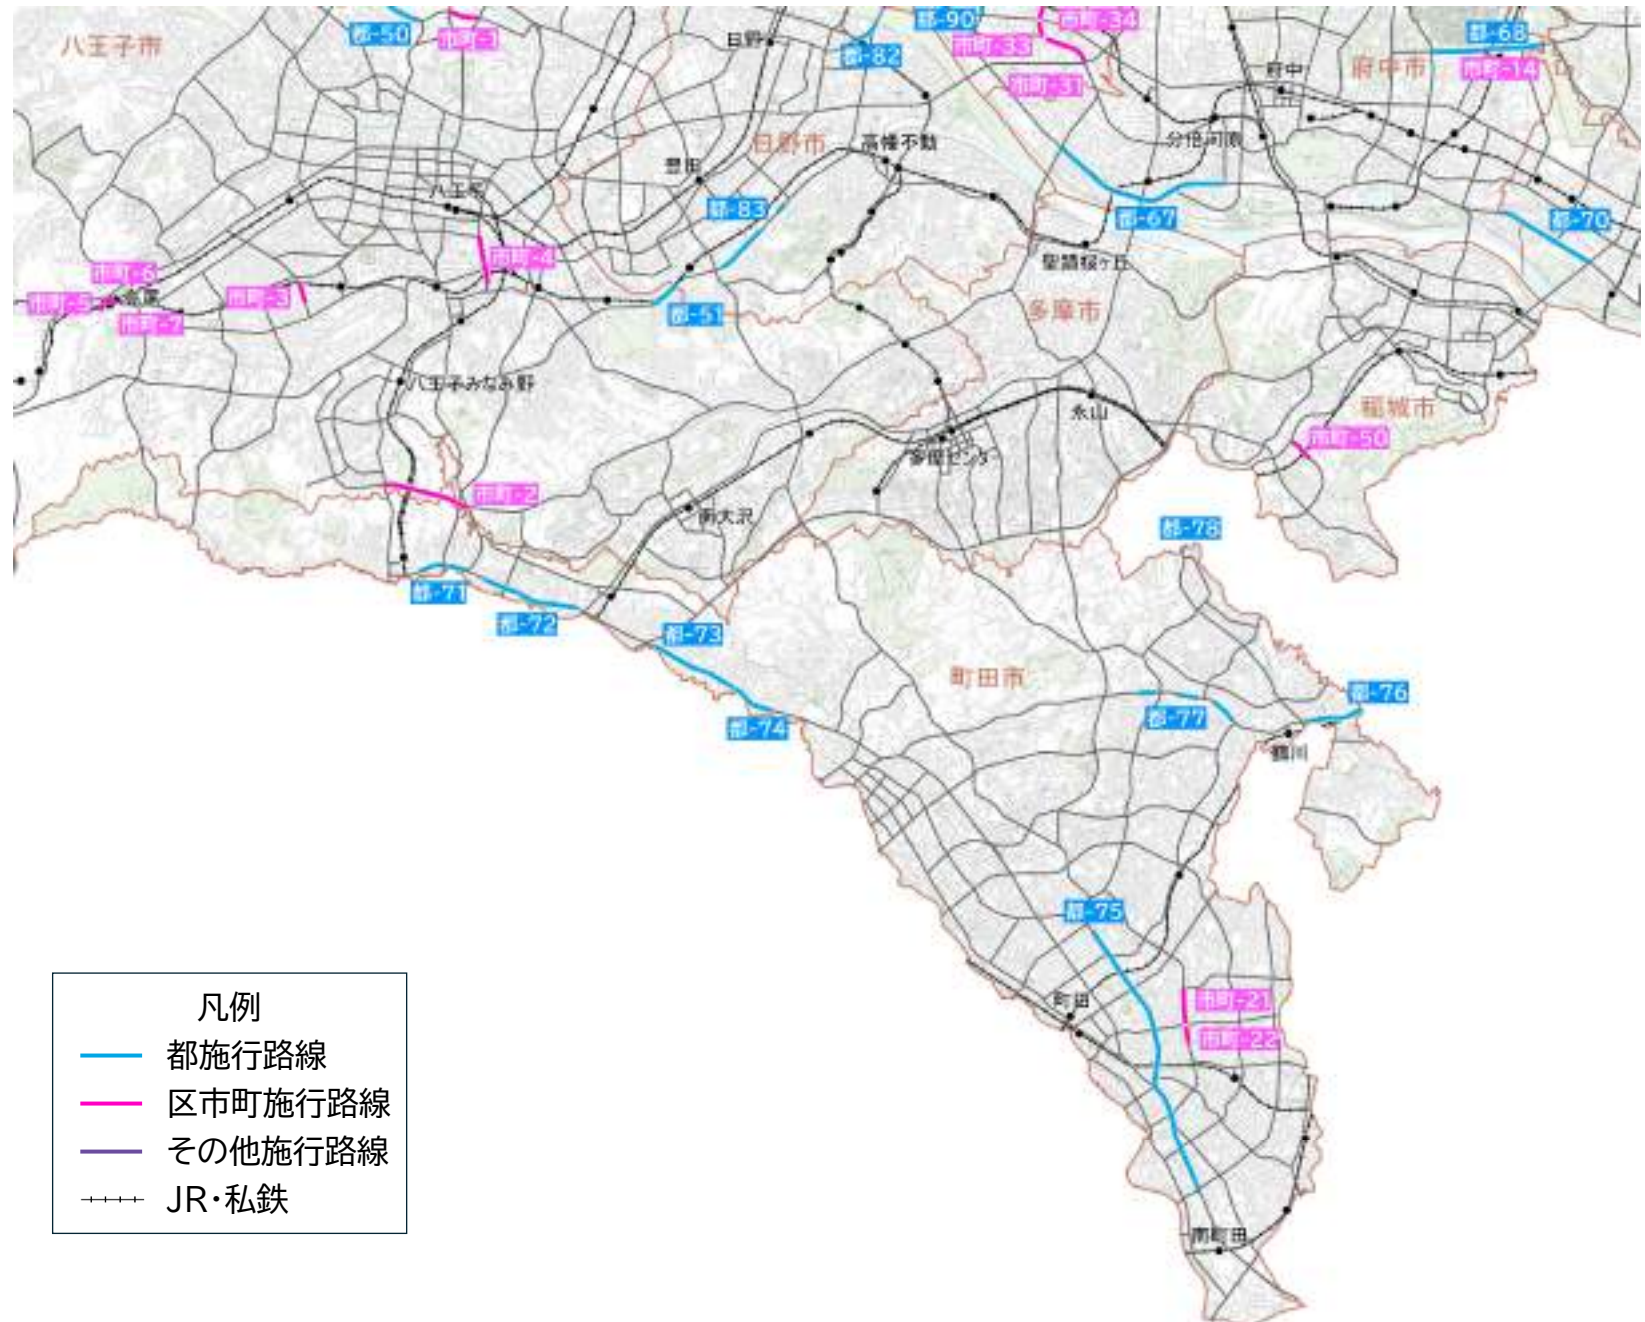 都-50
市町-1
都-90
市町-34
八王子市
日野
都-82
市町-33
都-68
府中
府中市
市町-14
市町-31
日野市
高幡不動
分倍河原
豊田
八王子
都-83
都-67
都-70
市町-4
聖蹟桜ヶ丘
市町-6
市町-5
高尾
市町-3
市町-7
都-51
多摩市
八王子みなみ野
永山
稲城市
市町-50
多摩センター
市町-2
南大沢
都-78
都-71
都-72
都-73
町田市
都-76
都-77
都-74
鶴川
都-75
町田
市町-21
市町-22
南町田
凡例
都施行路線
区市町施行路線
その他施行路線
JR・私鉄